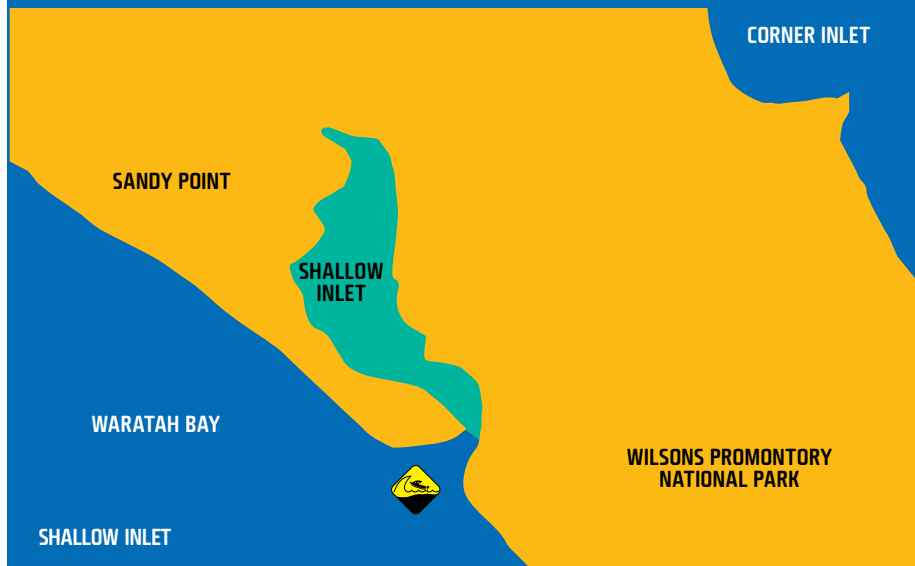 CORNER INLET
SANDY POINT
SHALLOW
INLET
WARATAH BAY
WILSONS PROMONTORY
NATIONAL PARK
SHALLOW INLET